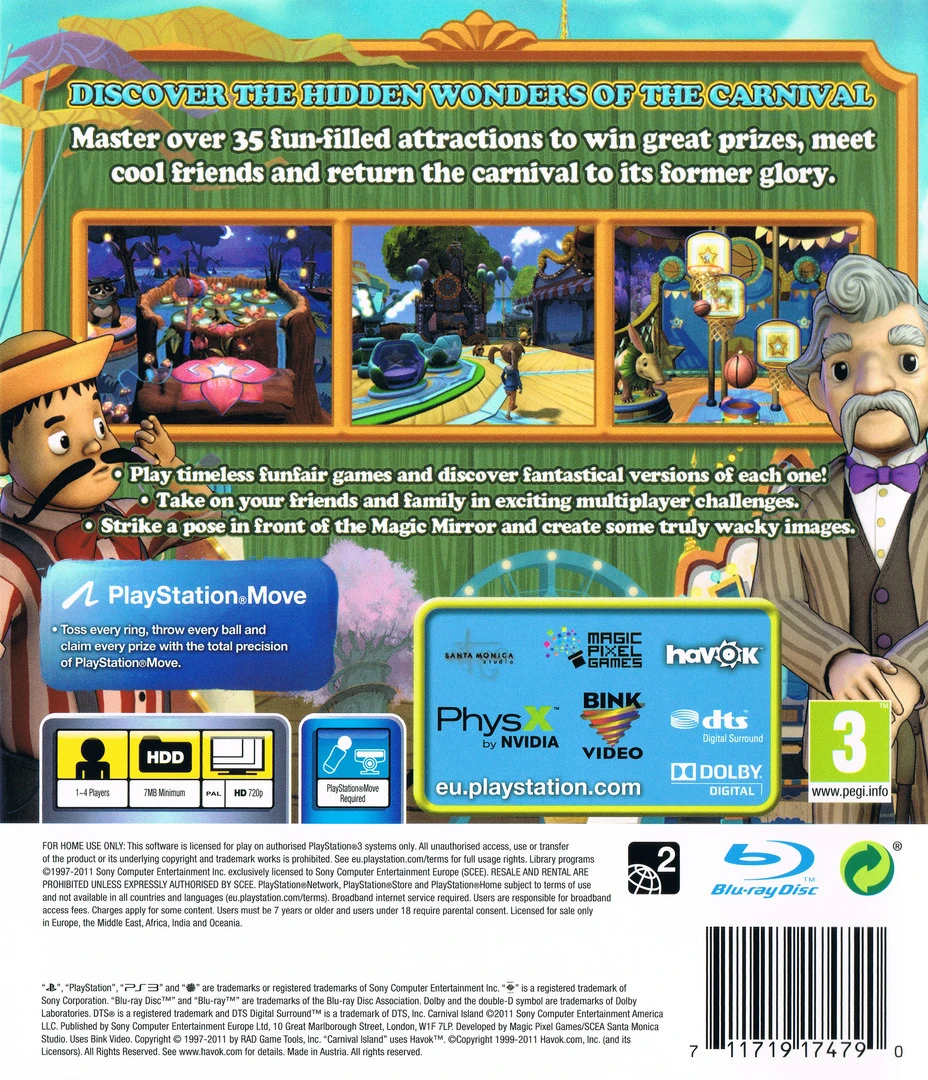 DISCOVER THE HIDDEN WONDERS OF THE CARNIVAL
Master over 35 fun-filled attractions to win great prizes, meet
cool friends and return the carnival to its former glory.
• Play timeless funfair games and discover fantastical versions of each one!
• Take on your friends and family in exciting multiplayer challenges.
• Strike a pose in front of the Magic Mirror and create some truly wacky images.
PlayStation®Move
• Toss every ring, throw every ball and
claim every prize with the total precision
of PlayStation®Move.
SANTA MONICA
studio
MAGIC
PIXEL
GAMES
havok
PhysX™
by NVIDIA
BINK
VIDEO
dts
Digital Surround
DOLBY
DIGITAL
eu.playstation.com
3™
www.pegi.info
HDD
1-4 Players
7MB Minimum
PAL
HD 720p
PlayStation®Move
Required
FOR HOME USE ONLY: This software is licensed for play on authorised PlayStation®3 systems only. All unauthorised access, use or transfer
of the product or its underlying copyright and trademark works is prohibited. See eu.playstation.com/terms for full usage rights. Library programs
©1997-2011 Sony Computer Entertainment Inc. exclusively licensed to Sony Computer Entertainment Europe (SCEE). RESALE AND RENTAL ARE
PROHIBITED UNLESS EXPRESSLY AUTHORISED BY SCEE. PlayStation®Network, PlayStation®Store and PlayStation®Home subject to terms of use
and not available in all countries and languages (eu.playstation.com/terms). Broadband internet service required. Users are responsible for broadband
access fees. Charges apply for some content. Users must be 7 years or older and users under 18 require parental consent. Licensed for sale only
in Europe, the Middle East, Africa, India and Oceania.
2
Blu-ray Disc™
®
“ ”, “PlayStation”, “PS3” and “ ” are trademarks or registered trademarks of Sony Computer Entertainment Inc. “ ” is a registered trademark of
Sony Corporation. “Blu-ray Disc™” and “Blu-ray™” are trademarks of the Blu-ray Disc Association. Dolby and the double-D symbol are trademarks of Dolby
Laboratories. DTS® is a registered trademark and DTS Digital Surround™ is a trademark of DTS, Inc. Carnival Island ©2011 Sony Computer Entertainment America
LLC. Published by Sony Computer Entertainment Europe Ltd, 10 Great Marlborough Street, London, W1F 7LP. Developed by Magic Pixel Games/SCEA Santa Monica
Studio. Uses Bink Video. Copyright © 1997-2011 by RAD Game Tools, Inc. “Carnival Island” uses Havok™. ©Copyright 1999-2011 Havok.com, Inc. (and its
Licensors). All Rights Reserved. See www.havok.com for details. Made in Austria. All rights reserved.
7 11719 17479 0